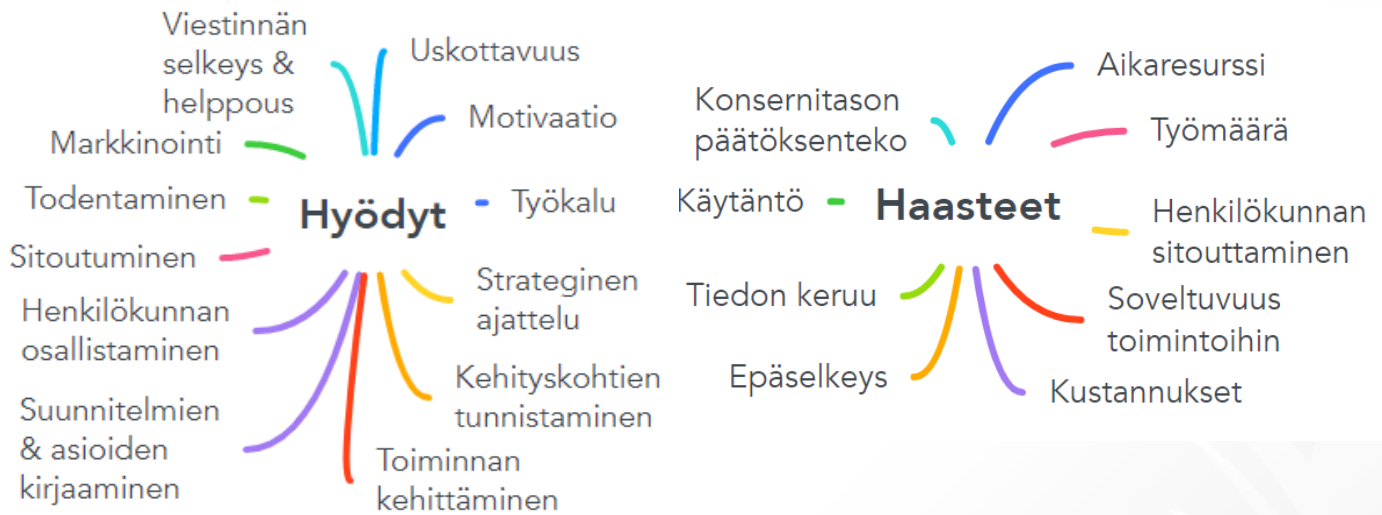 Viestinnän
selkeys &
helppous
Uskottavuus
Motivaatio
Markkinointi
Todentaminen
Hyödyt
Työkalu
Sitoutuminen
Strateginen
ajattelu
Henkilökunnan
osallistaminen
Kehityskohtien
tunnistaminen
Suunnitelmien
& asioiden
kirjaaminen
Toiminnan
kehittäminen
Konsernitason
päätöksenteko
Aikaresurssi
Työmäärä
Käytäntö
Haasteet
Henkilökunnan
sitouttaminen
Tiedon keruu
Soveltuvuus
toimintoihin
Epäselkeys
Kustannukset